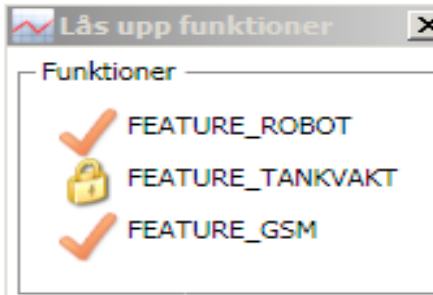 Lås upp funktioner
Funktioner
FEATURE_ROBOT
FEATURE_TANKVAKT
FEATURE_GSM